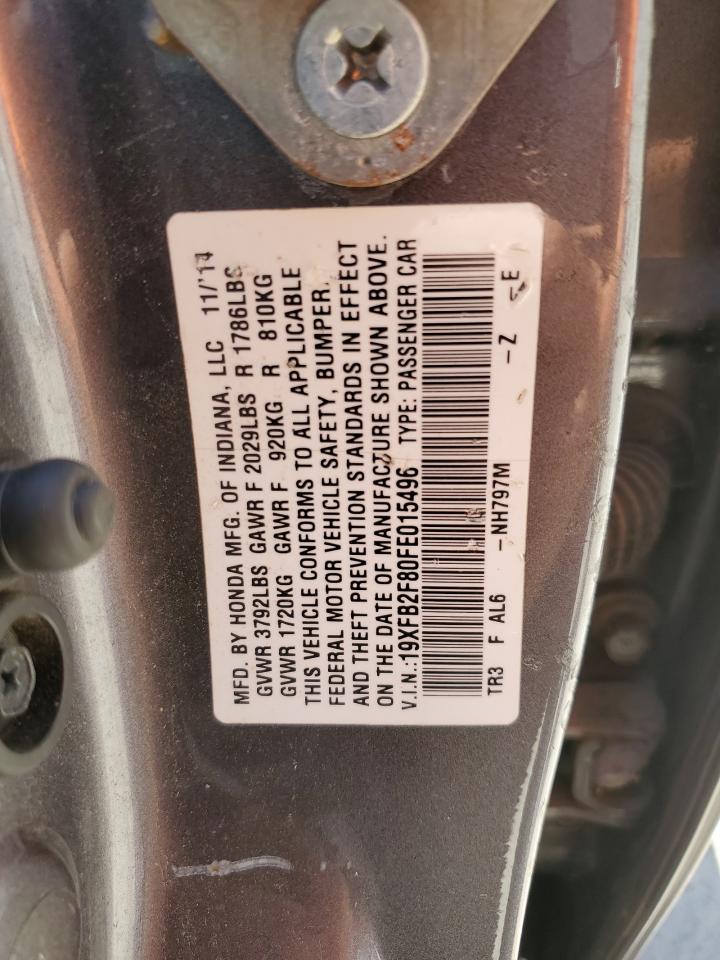 MFD. BY HONDA MFG. OF INDIANA, LLC 11/'14
GVWR 3792LBS GAWR F 2029LBS R 1786LBS
GVWR 1720KG GAWR F 920KG R 810KG
THIS VEHICLE CONFORMS TO ALL APPLICABLE
FEDERAL MOTOR VEHICLE SAFETY, BUMPER,
AND THEFT PREVENTION STANDARDS IN EFFECT
ON THE DATE OF MANUFACTURE SHOWN ABOVE.
V.I.N.:19XFB2F80FE015496 TYPE: PASSENGER CAR
TR3 F AL6 -NH797M -Z -E